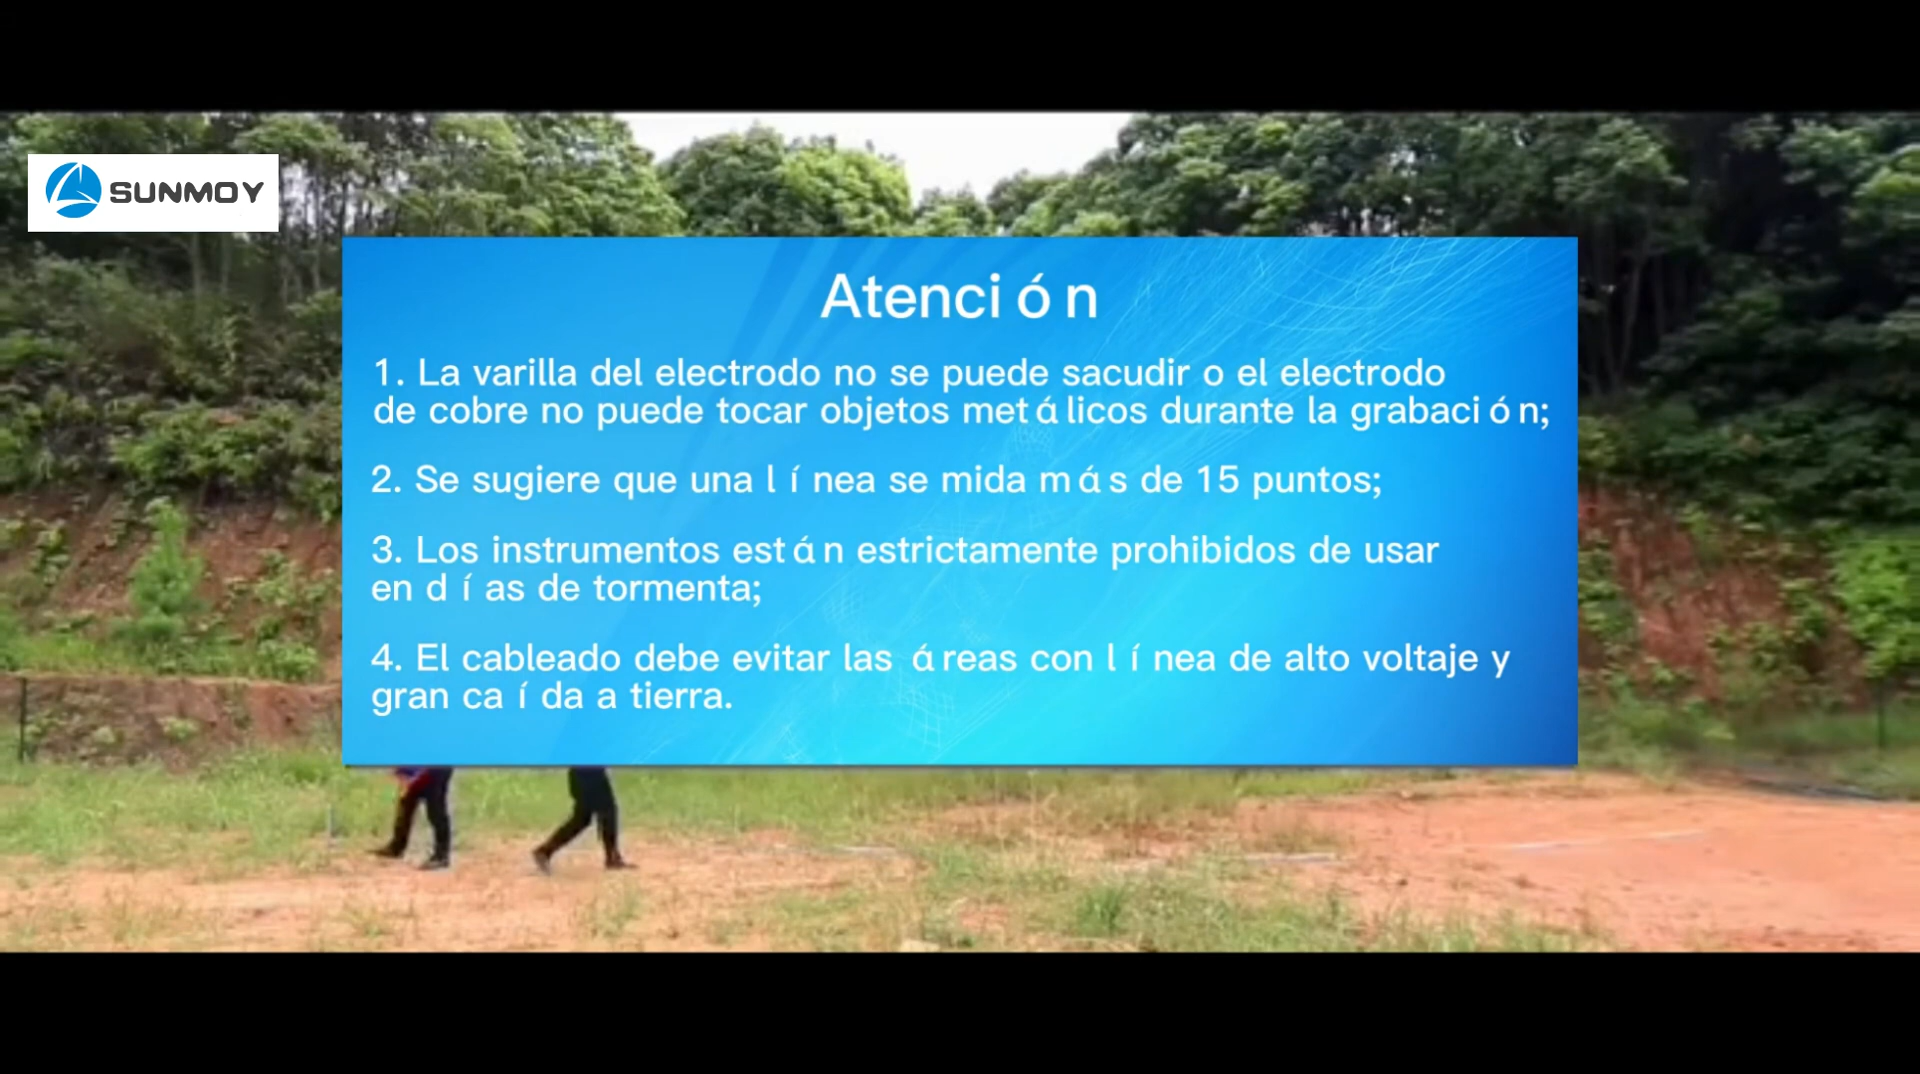 SUNMOY
Atención
1. La varilla del electrodo no se puede sacudir o el electrodo
de cobre no puede tocar objetos metálicos durante la grabación;
2. Se sugiere que una línea se mida más de 15 puntos;
3. Los instrumentos están estrictamente prohibidos de usar
en días de tormenta;
4. El cableado debe evitar las áreas con línea de alto voltaje y
gran caída a tierra.